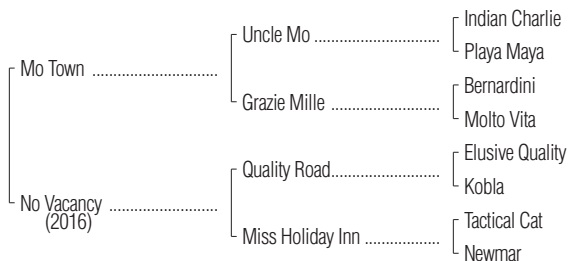 Indian Charlie
Uncle Mo ................................
Playa Maya
Mo Town ................................
Bernardini
Grazie Mille ............................
Molto Vita
Elusive Quality
Quality Road............................
Kobla
No Vacancy ............................
(2016)
Tactical Cat
Miss Holiday Inn ...................
Newmar